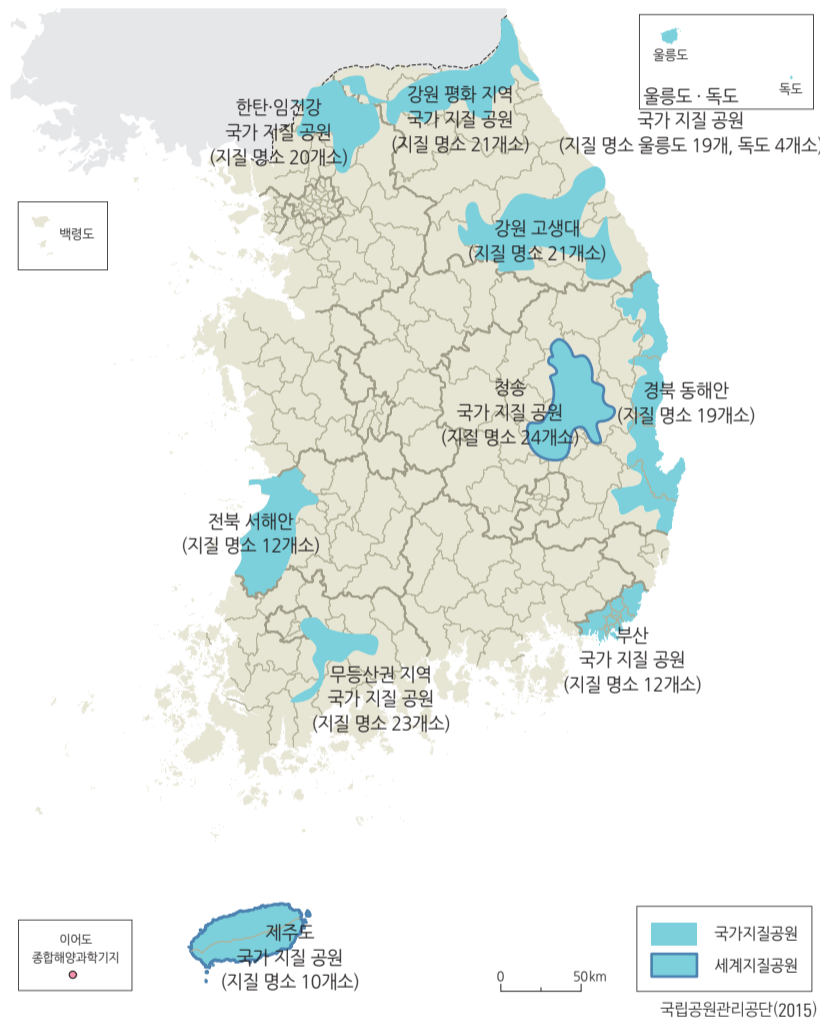 울릉도
독도
울릉도 · 독도
국가 지질 공원
(지질 명소 울릉도 19개, 독도 4개소)
강원 평화 지역
국가 지질 공원
(지질 명소 21개소)
한탄·임진강
국가 지질 공원
(지질 명소 20개소)
백령도
강원 고생대
(지질 명소 21개소)
청송
국가 지질 공원
(지질 명소 24개소)
경북 동해안
(지질 명소 19개소)
전북 서해안
(지질 명소 12개소)
부산
국가 지질 공원
(지질 명소 12개소)
무등산권 지역
국가 지질 공원
(지질 명소 23개소)
제주도
국가 지질 공원
(지질 명소 10개소)
이어도
종합해양과학기지
0 50km
국가지질공원
세계지질공원
국립공원관리공단(2015)